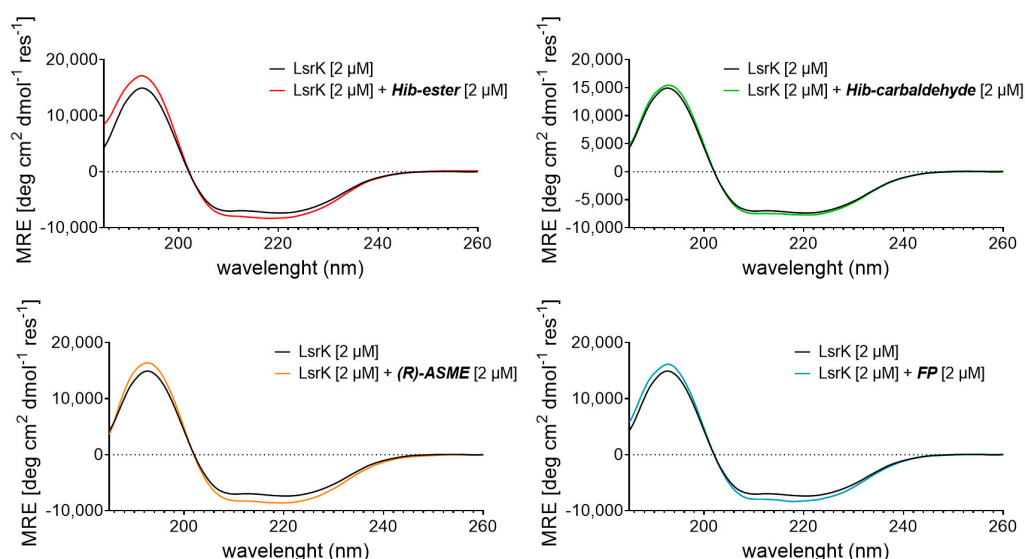 20,000
LsrK [2 µM]
LsrK [2 µM] + Hib-ester [2 µM]
10,000
0
-10,000
200
220
240
260
wavelenght (nm)
MRE [deg cm² dmol⁻¹ res⁻¹]
20,000
LsrK [2 µM]
LsrK [2 µM] + Hib-carbaldehyde [2 µM]
15,000
10,000
5,000
0
-5,000
-10,000
200
220
240
260
wavelenght (nm)
MRE [deg cm² dmol⁻¹ res⁻¹]
20,000
LsrK [2 µM]
LsrK [2 µM] + (R)-ASME [2 µM]
10,000
0
-10,000
200
220
240
260
wavelenght (nm)
MRE [deg cm² dmol⁻¹ res⁻¹]
20,000
LsrK [2 µM]
LsrK [2 µM] + FP [2 µM]
10,000
0
-10,000
200
220
240
260
wavelenght (nm)
MRE [deg cm² dmol⁻¹ res⁻¹]